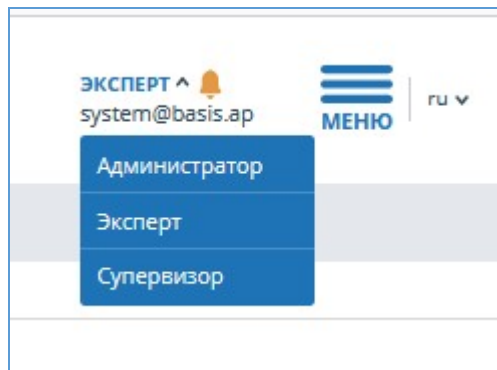 ЭКСПЕРТ
system@basis.ap
МЕНЮ
ru
Администратор
Эксперт
Супервизор